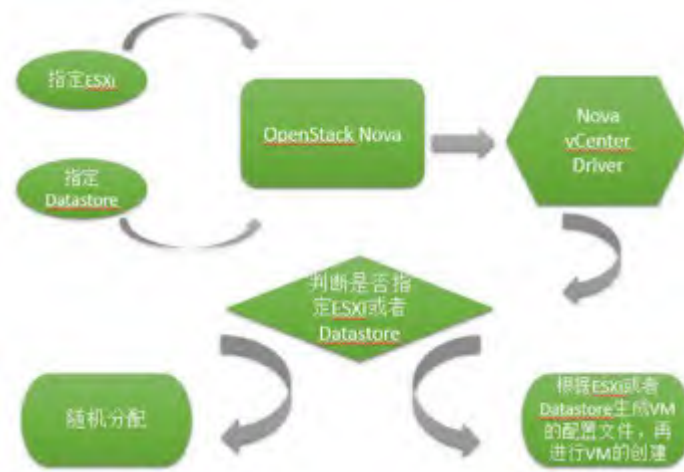 指定ESXi
指定
Datastore
OpenStack Nova
Nova
vCenter
Driver
判断是否指
定ESXi或者
Datastore
随机分配
根据ESXi或者
Datastore生成VM
的配置文件，再
进行VM的创建